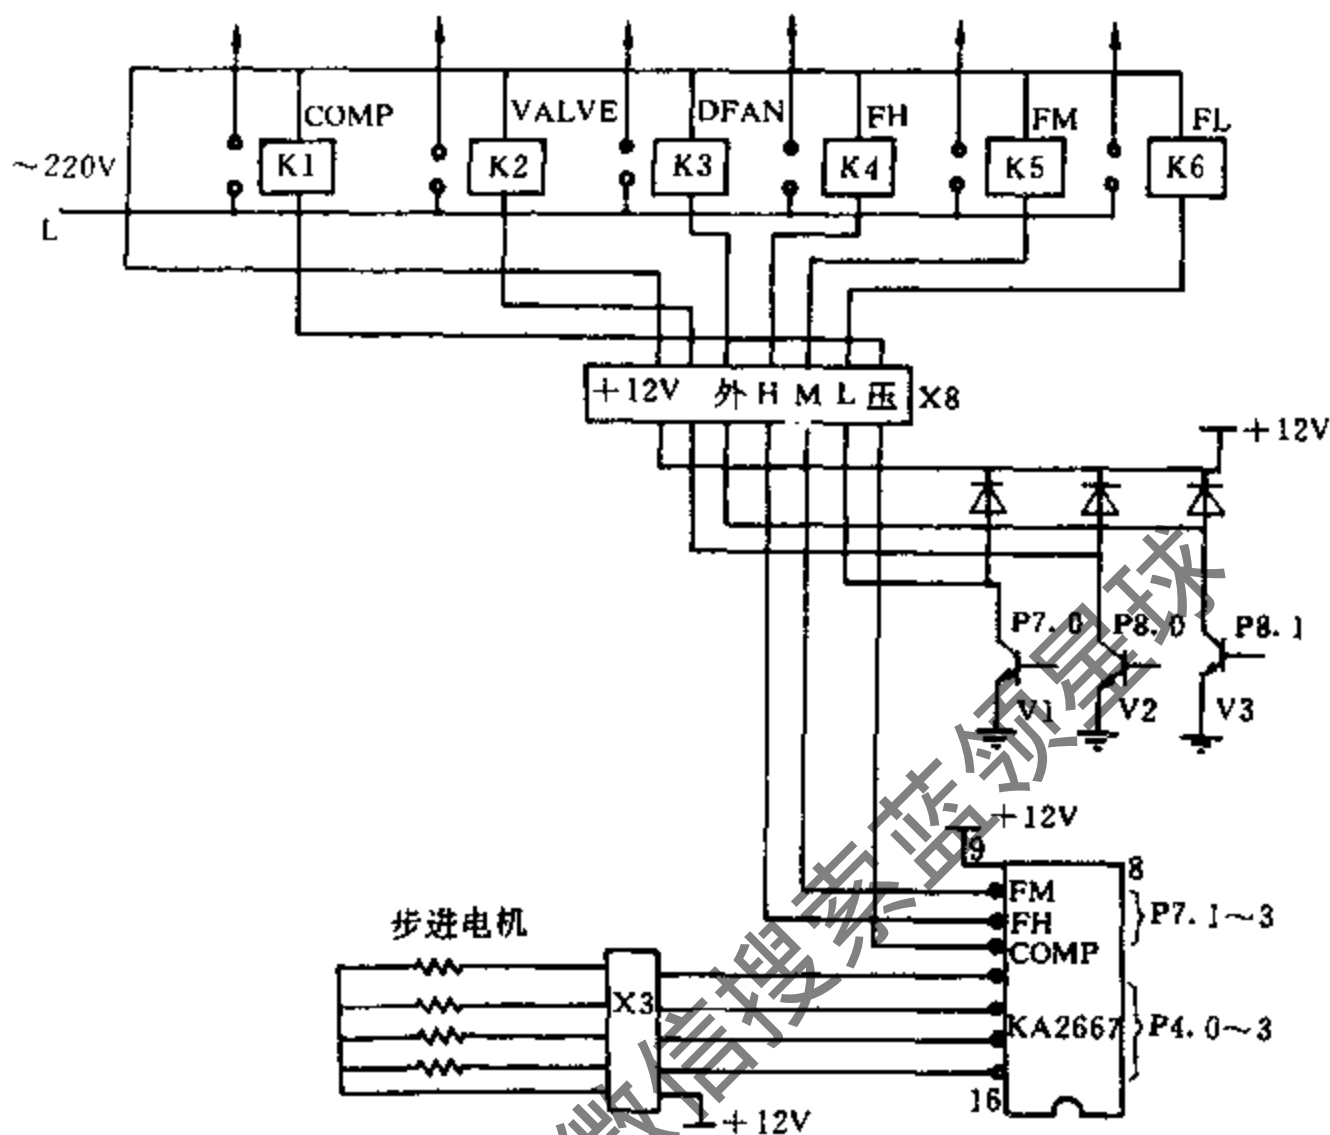 COMP VALVE DFAN FH FM FL
~220V K1 K2 K3 K4 K5 K6
L
+12V 外 H M L 压 X8
+12V
P7.0 P8.0 P8.1
V1 V2 V3
+12V
9 8
FM
FH P7.1~3
COMP
步进电机
X3
KA2667 P4.0~3
16
+12V
微信搜索蓝领星球